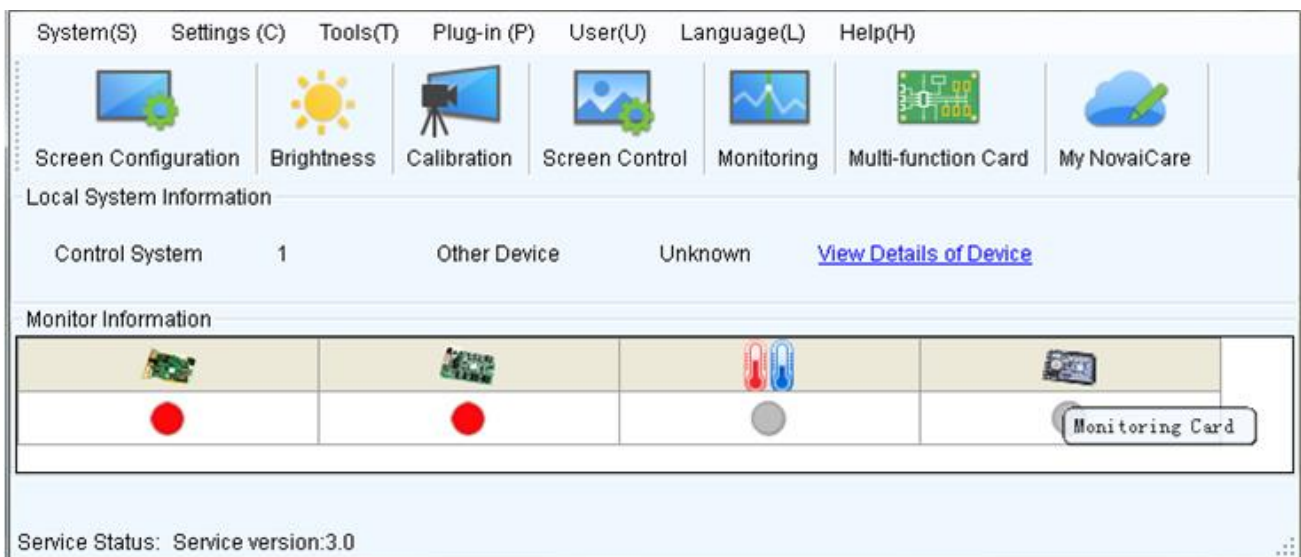 System(S) Settings (C) Tools(T) Plug-in (P) User(U) Language(L) Help(H)
Screen Configuration Brightness Calibration Screen Control Monitoring Multi-function Card My NovaiCare
Local System Information
Control System 1 Other Device Unknown View Details of Device
Monitor Information
Monitoring Card
Service Status: Service version:3.0